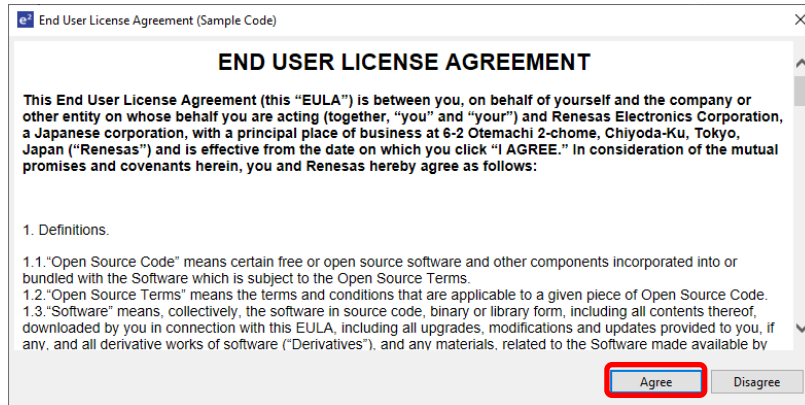 e² End User License Agreement (Sample Code)
END USER LICENSE AGREEMENT
This End User License Agreement (this “EULA”) is between you, on behalf of yourself and the company or
other entity on whose behalf you are acting (together, “you” and “your”) and Renesas Electronics Corporation,
a Japanese corporation, with a principal place of business at 6-2 Otemachi 2-chome, Chiyoda-Ku, Tokyo,
Japan (“Renesas”) and is effective from the date on which you click “I AGREE.” In consideration of the mutual
promises and covenants herein, you and Renesas hereby agree as follows:
1. Definitions.
1.1.“Open Source Code” means certain free or open source software and other components incorporated into or
bundled with the Software which is subject to the Open Source Terms.
1.2.“Open Source Terms” means the terms and conditions that are applicable to a given piece of Open Source Code.
1.3.“Software” means, collectively, the software in source code, binary or library form, including all contents thereof,
downloaded by you in connection with this EULA, including all upgrades, modifications and updates provided to you, if
any, and all derivative works of software (“Derivatives”), and any materials, related to the Software made available by
Agree Disagree